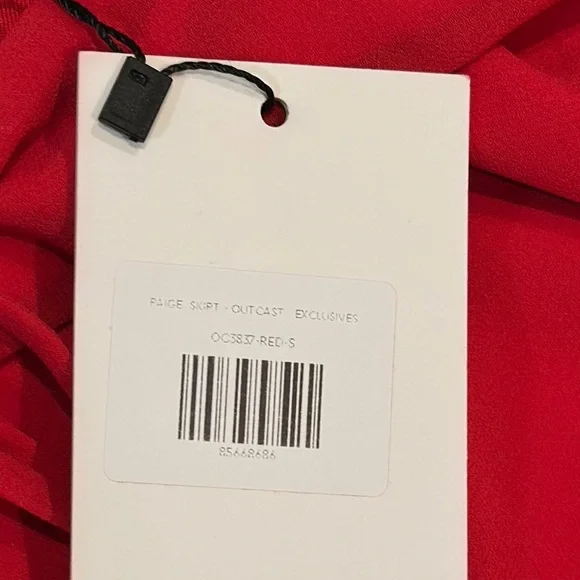 PAIGE SKIRT - OUTCAST EXCLUSIVES
OC3837-RED-S
85668686